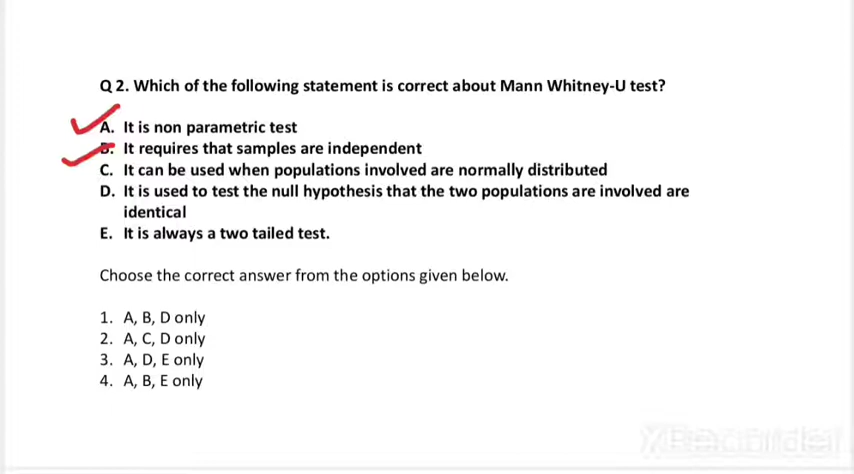 Q 2. Which of the following statement is correct about Mann Whitney-U test?
A. It is non parametric test
B. It requires that samples are independent
C. It can be used when populations involved are normally distributed
D. It is used to test the null hypothesis that the two populations are involved are
identical
E. It is always a two tailed test.
Choose the correct answer from the options given below.
1. A, B, D only
2. A, C, D only
3. A, D, E only
4. A, B, E only
XRecorder